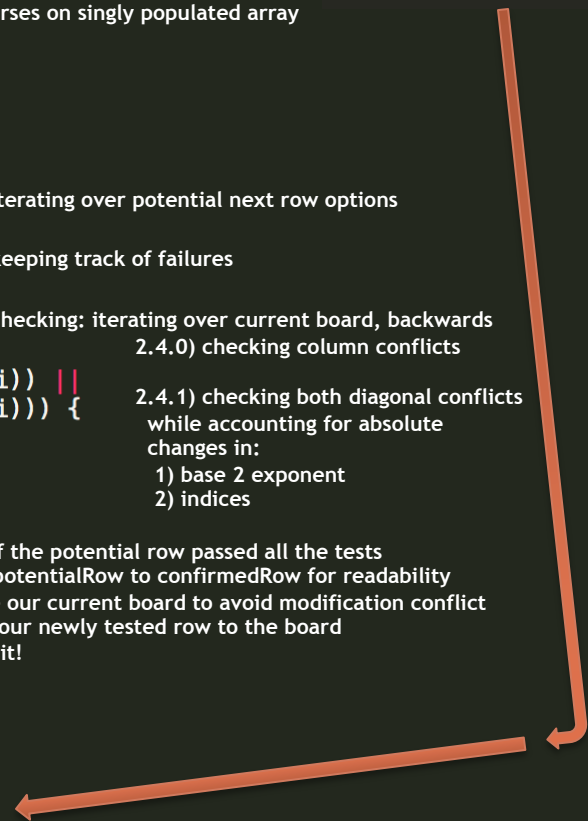 rses on singly populated array
terating over potential next row options
eeping track of failures
hecking: iterating over current board, backwards
2.4.0) checking column conflicts
i)) ||
2.4.1) checking both diagonal conflicts
i))) {
while accounting for absolute
changes in:
1) base 2 exponent
2) indices
f the potential row passed all the tests
potentialRow to confirmedRow for readability
our current board to avoid modification conflict
our newly tested row to the board
it!